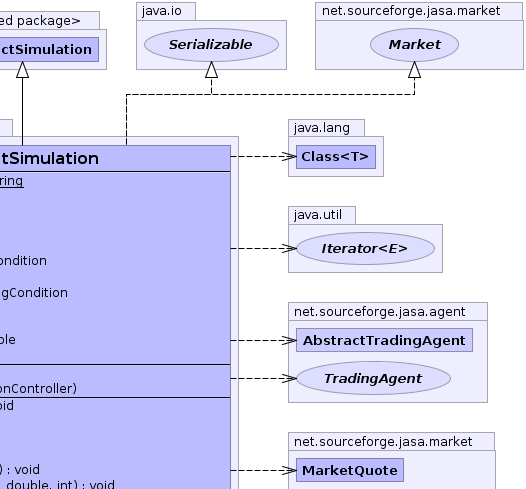 ed package>
ctSimulation
java.io
Serializable
net.sourceforge.jasa.market
Market
tSimulation
ring
ondition
gCondition
ole
onController)
oid
) : void
, double, int) : void
java.lang
Class<T>
java.util
Iterator<E>
net.sourceforge.jasa.agent
AbstractTradingAgent
TradingAgent
net.sourceforge.jasa.market
MarketQuote